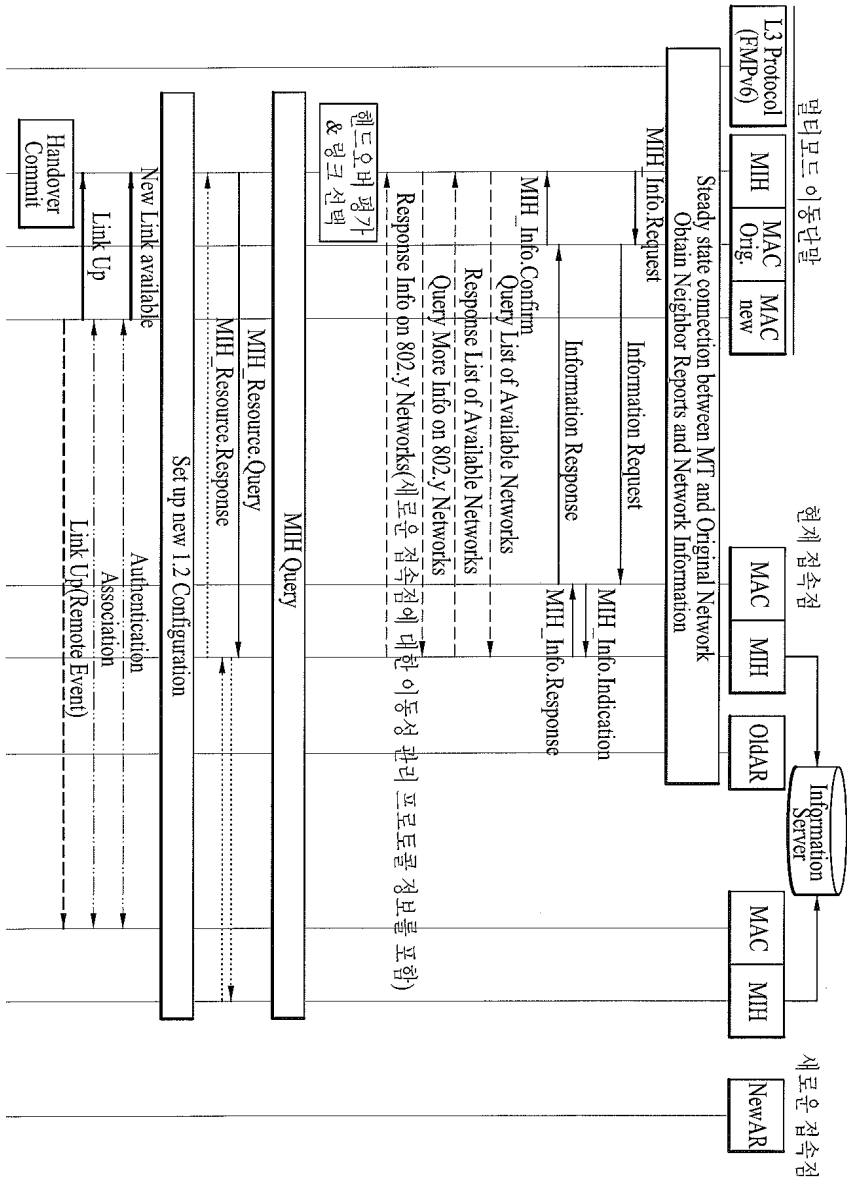 멀티모드 이동단말
현재 접속점
새로운 접속점
Information
Server
L3 Protocol
(FMPv6)
MIH
MAC
Orig.
MAC
new
MAC
MIH
OldAR
MAC
MIH
NewAR
Steady state connection between MT and Original Network
Obtain Neighbor Reports and Network Information
MIH_Info.Request
Information Request
MIH_Info.Indication
MIH_Info.Response
Information Response
MIH_Info.Confirm
Query List of Available Networks
Response List of Available Networks
Query More Info on 802.y Networks
Response Info on 802.y Networks(새로운 접속점에 대한 이동성 관리 프로토콜 정보를 포함)
핸드오버 평가
& 링크 선택
MIH Query
MIH_Resource.Query
MIH_Resource.Response
Set up new 1.2 Configuration
New Link available
Authentication
Link Up
Association
Link Up(Remote Event)
Handover
Commit